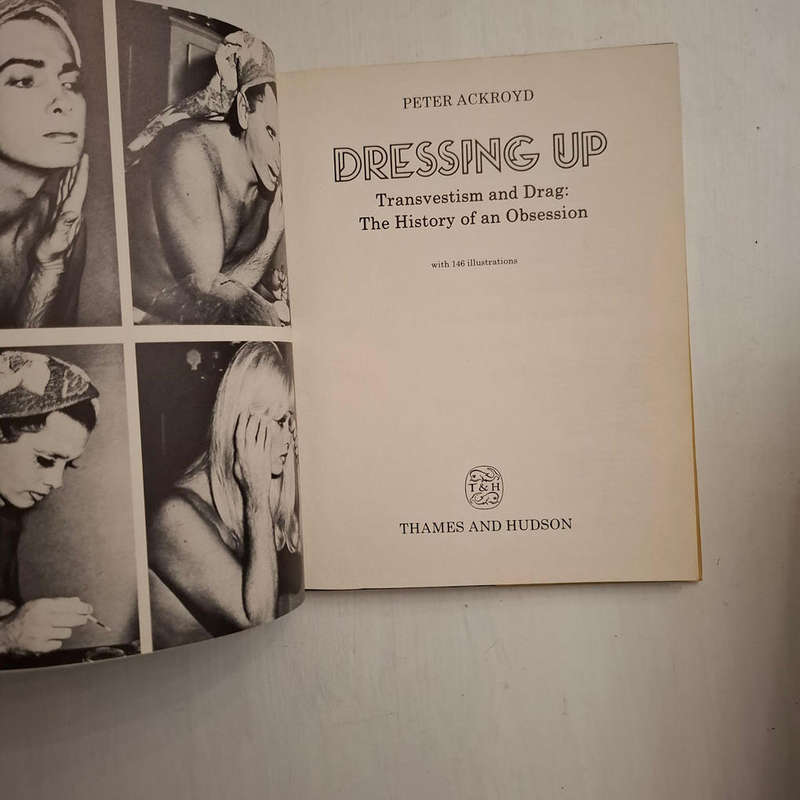 PETER ACKROYD
DRESSING UP
Transvestism and Drag:
The History of an Obsession
with 146 illustrations
T & H
THAMES AND HUDSON